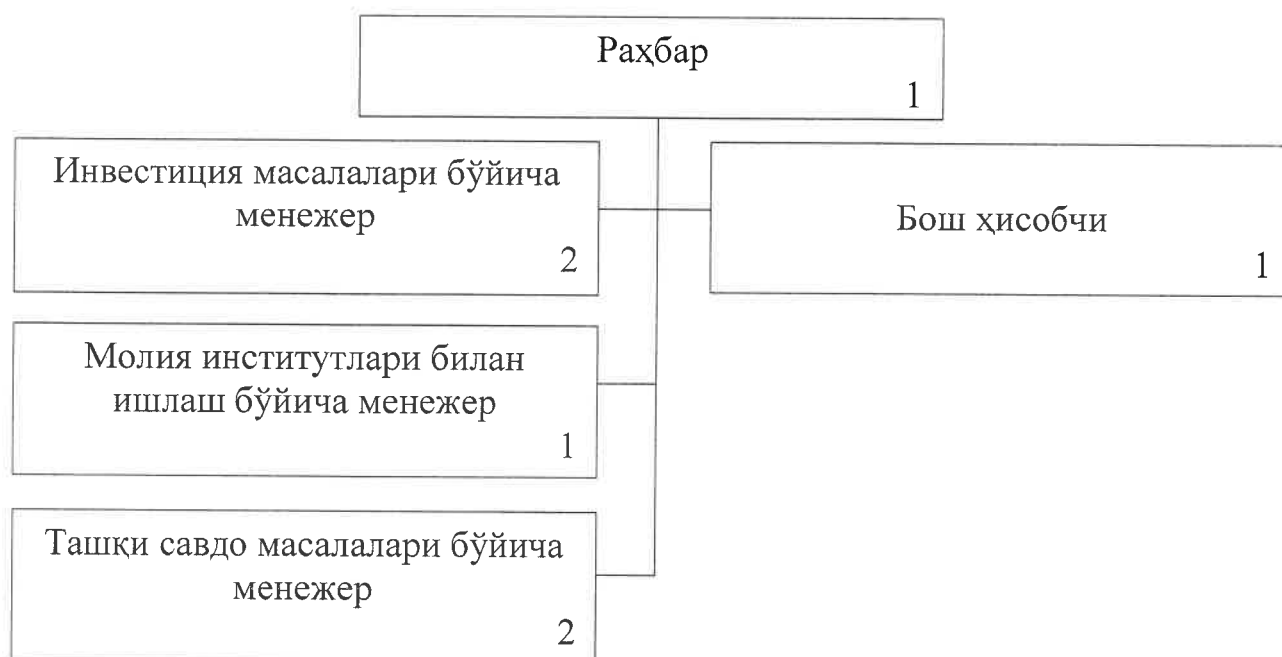 Раҳбар
1
Инвестиция масалалари бўйича
менежер
2
Бош ҳисобчи
1
Молия институтлари билан
ишлаш бўйича менежер
1
Ташқи савдо масалалари бўйича
менежер
2